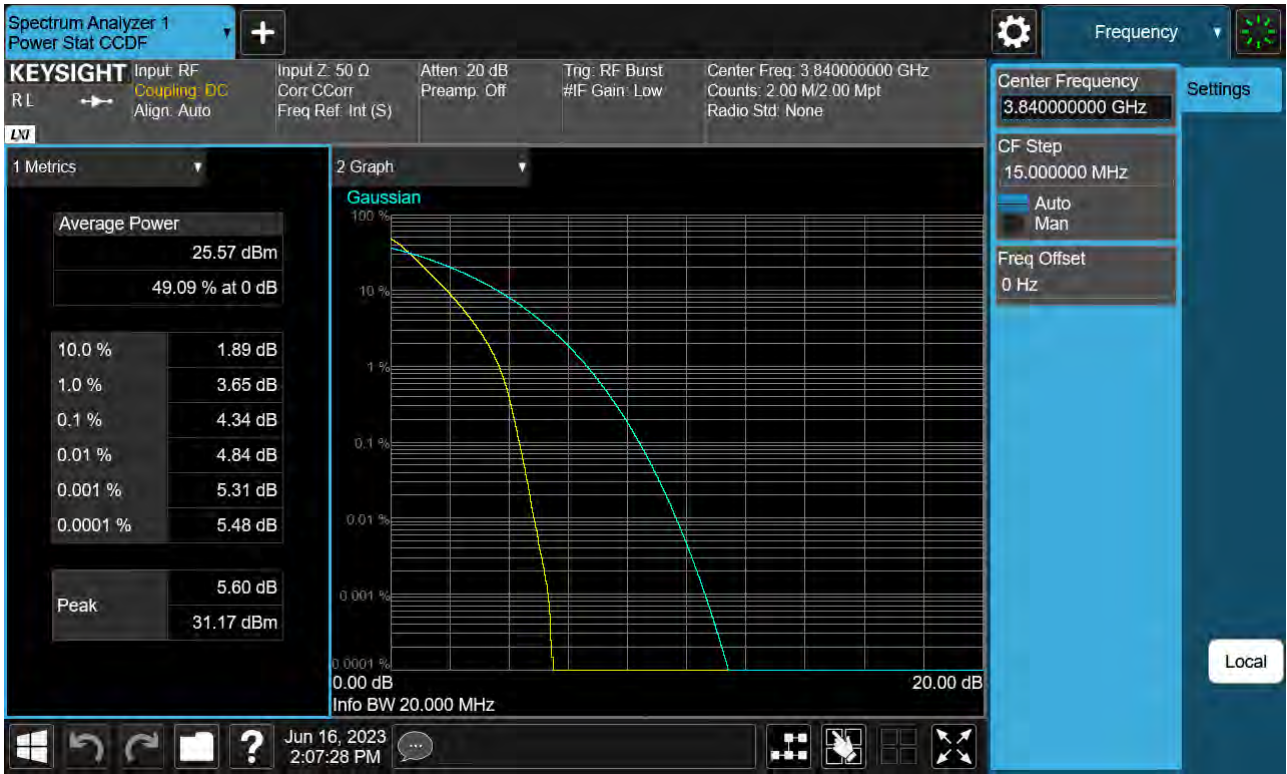 Spectrum Analyzer 1
Power Stat CCDF
Frequency
KEYSIGHT
RL
LXI
Input: RF
Coupling: DC
Align: Auto
Input Z: 50 Ω
Corr CCorr
Freq Ref: Int (S)
Atten: 20 dB
Preamp: Off
Trig: RF Burst
#IF Gain: Low
Center Freq: 3.840000000 GHz
Counts: 2.00 M/2.00 Mpt
Radio Std: None
Center Frequency
3.840000000 GHz
Settings
CF Step
15.000000 MHz
Auto
Man
Freq Offset
0 Hz
Local
1 Metrics
Average Power
25.57 dBm
49.09 % at 0 dB
10.0 % 1.89 dB
1.0 % 3.65 dB
0.1 % 4.34 dB
0.01 % 4.84 dB
0.001 % 5.31 dB
0.0001 % 5.48 dB
Peak
5.60 dB
31.17 dBm
2 Graph
Gaussian
100 %
10 %
1 %
0.1 %
0.01 %
0.001 %
0.0001 %
0.00 dB
20.00 dB
Info BW 20.000 MHz
?
Jun 16, 2023
2:07:28 PM